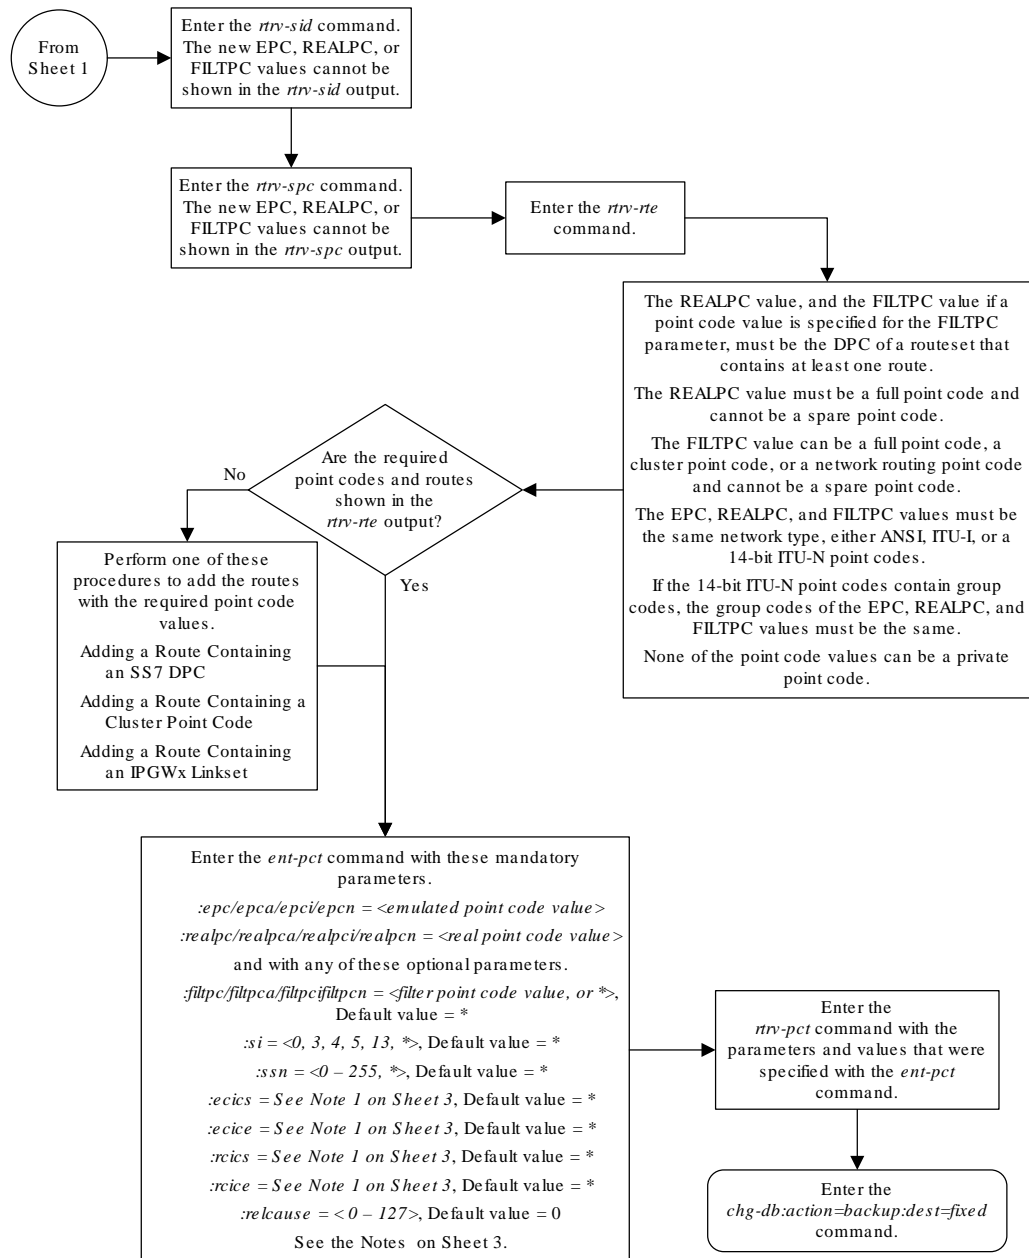 From
Sheet 1
Enter the rtrv-sid command.
The new EPC, REALPC, or
FILTPC values cannot be
shown in the rtrv-sid output.
Enter the rtrv-spc command.
The new EPC, REALPC, or
FILTPC values cannot be
shown in the rtrv-spc output.
Enter the rtrv-rte
command.
The REALPC value, and the FILTPC value if a
point code value is specified for the FILTPC
parameter, must be the DPC of a routeset that
contains at least one route.
The REALPC value must be a full point code and
cannot be a spare point code.
The FILTPC value can be a full point code, a
cluster point code, or a network routing point code
and cannot be a spare point code.
The EPC, REALPC, and FILTPC values must be
the same network type, either ANSI, ITU-I, or a
14-bit ITU-N point codes.
If the 14-bit ITU-N point codes contain group
codes, the group codes of the EPC, REALPC, and
FILTPC values must be the same.
None of the point code values can be a private
point code.
Are the required
point codes and routes
shown in the
rtrv-rte output?
No
Yes
Perform one of these
procedures to add the routes
with the required point code
values.
Adding a Route Containing
an SS7 DPC
Adding a Route Containing a
Cluster Point Code
Adding a Route Containing
an IPGWx Linkset
Enter the ent-pct command with these mandatory
parameters.
:epc/epca/epci/epcn = <emulated point code value>
:realpc/realpca/realpci/realpcn = <real point code value>
and with any of these optional parameters.
:filtpc/filtpca/filtpcifiltpcn = <filter point code value, or *>,
Default value = *
:si = <0, 3, 4, 5, 13, *>, Default value = *
:ssn = <0 – 255, *>, Default value = *
:ecics = See Note 1 on Sheet 3, Default value = *
:ecice = See Note 1 on Sheet 3, Default value = *
:rcics = See Note 1 on Sheet 3, Default value = *
:rcice = See Note 1 on Sheet 3, Default value = *
:relcause = < 0 – 127>, Default value = 0
See the Notes on Sheet 3.
Enter the
rtrv-pct command with the
parameters and values that were
specified with the ent-pct
command.
Enter the
chg-db:action=backup:dest=fixed
command.